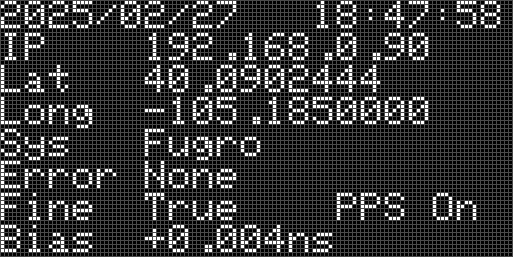 2025/02/27 18:47:58
IP 192.168.0.90
Lat 40.0902444
Long -105.1850000
Sys Fugro
Error None
Fine True PPS On
Bias +0.004ns